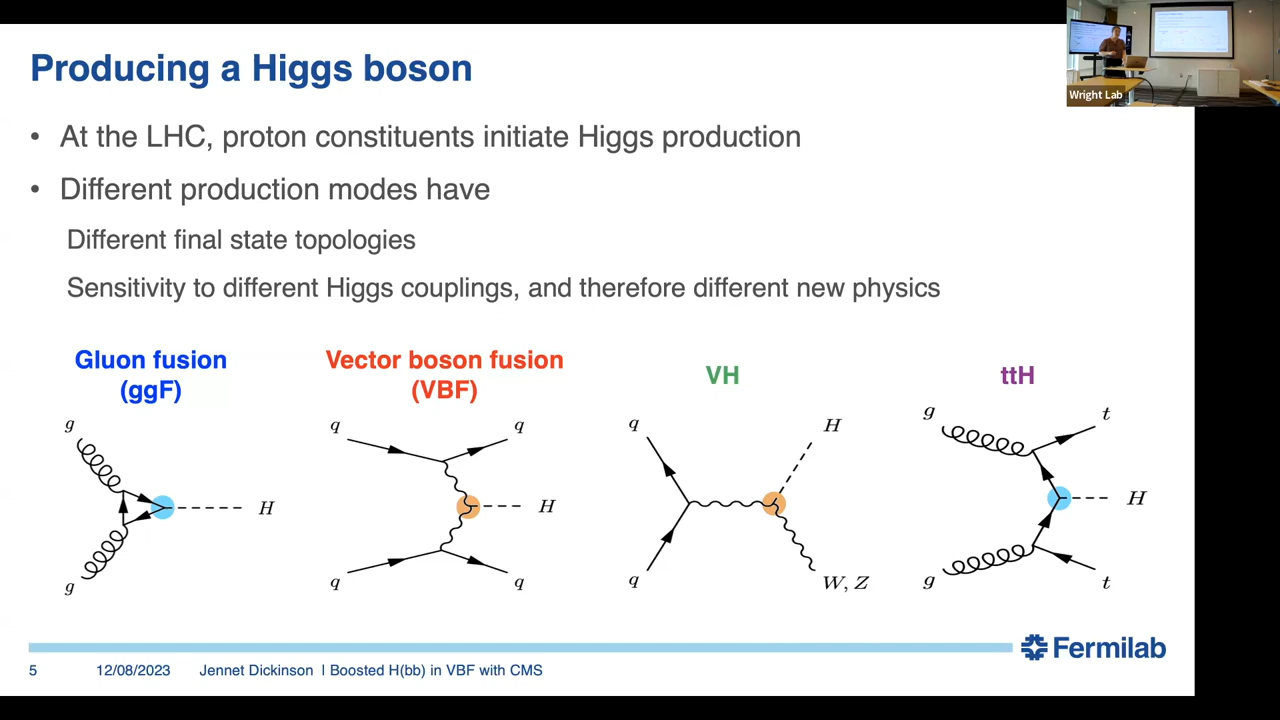 Producing a Higgs boson
Wright Lab
• At the LHC, proton constituents initiate Higgs production
• Different production modes have
Different final state topologies
Sensitivity to different Higgs couplings, and therefore different new physics
Gluon fusion
(ggF)
Vector boson fusion
(VBF)
VH
ttH
g
H
g
q
q
H
q
q
q
H
q
W, Z
g
t
H
g
t
Fermilab
5
12/08/2023
Jennet Dickinson | Boosted H(bb) in VBF with CMS